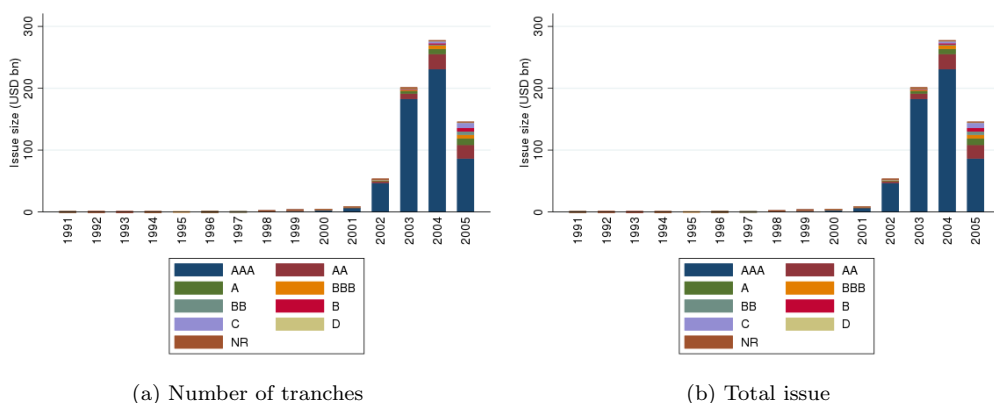 Issue size (USD bn)
300
200
100
0
1991 1992 1993 1994 1995 1996 1997 1998 1999 2000 2001 2002 2003 2004 2005
AAA AA
A BBB
BB B
C D
NR
(a) Number of tranches
Issue size (USD bn)
300
200
100
0
1991 1992 1993 1994 1995 1996 1997 1998 1999 2000 2001 2002 2003 2004 2005
AAA AA
A BBB
BB B
C D
NR
(b) Total issue